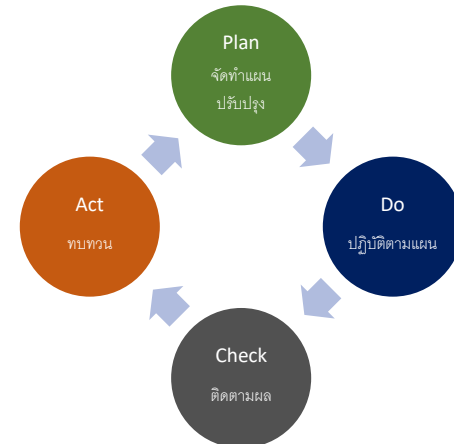 Plan
จัดทำแผน
ปรับปรุง
Do
ปฏิบัติตามแผน
Check
ติดตามผล
Act
ทบทวน